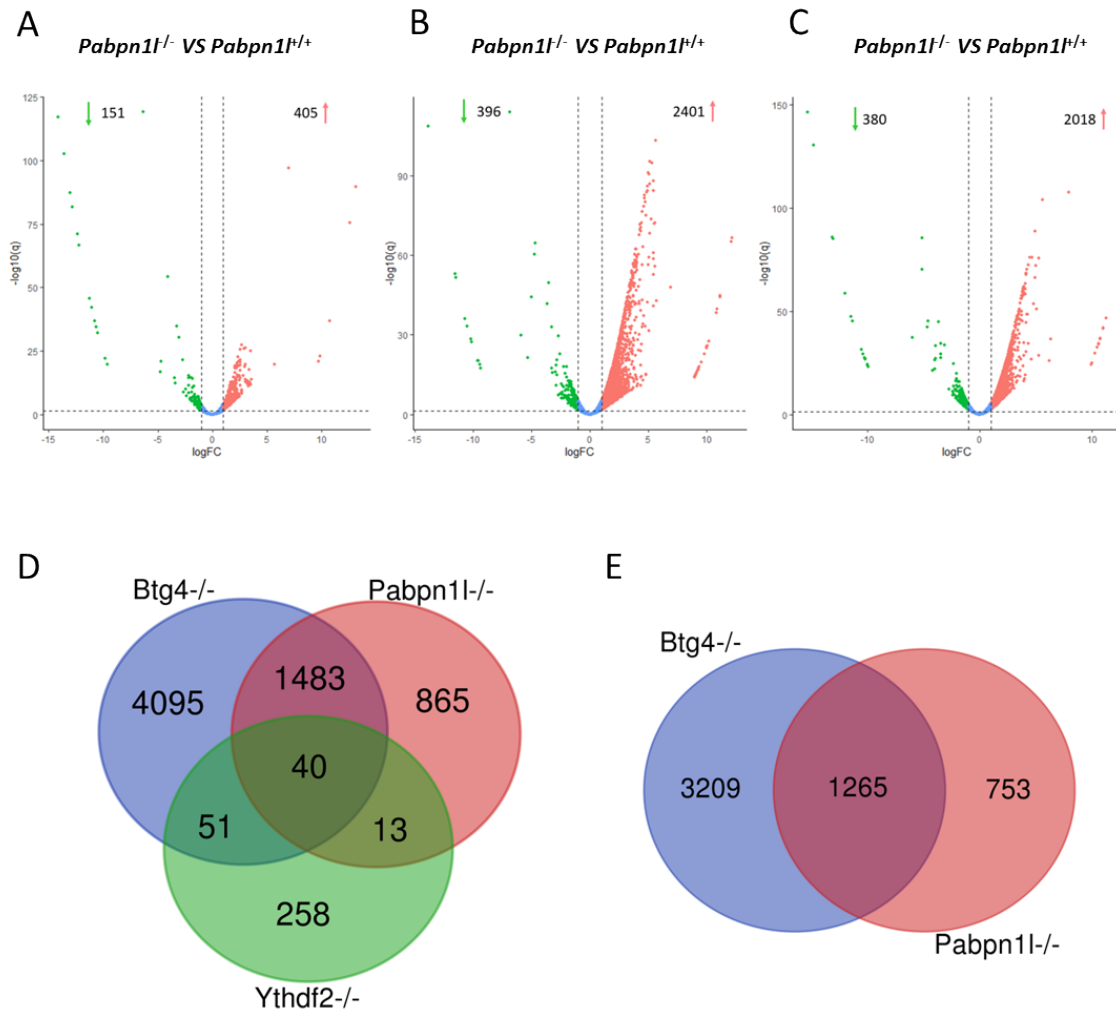 A
B
C
Pabpn1l-/- VS Pabpn1l+/+
Pabpn1l-/- VS Pabpn1l+/+
Pabpn1l-/- VS Pabpn1l+/+
151
405
396
2401
380
2018
125
100
75
50
25
0
-log10(q)
-15
-10
-5
0
5
10
logFC
90
60
30
0
-log10(q)
-15
-10
-5
0
5
10
logFC
150
100
50
0
-log10(q)
-10
0
10
logFC
D
E
Btg4-/-
Pabpn1l-/-
4095
1483
865
40
51
13
258
Ythdf2-/-
Btg4-/-
3209
1265
753
Pabpn1l-/-